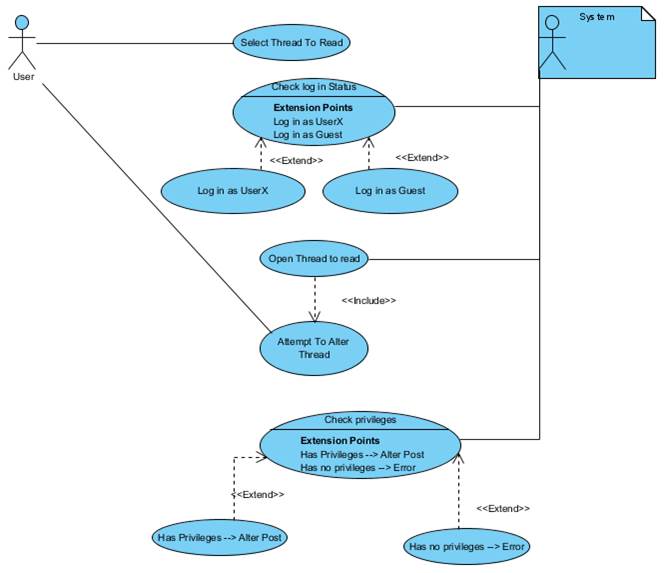 System
User
Select Thread To Read
Check log in Status
Extension Points
Log in as UserX
Log in as Guest
<<Extend>>
<<Extend>>
Log in as UserX
Log in as Guest
Open Thread to read
<<Include>>
Attempt To Alter
Thread
Check privileges
Extension Points
Has Privileges --> Alter Post
Has no privileges --> Error
<<Extend>>
<<Extend>>
Has Privileges --> Alter Post
Has no privileges --> Error